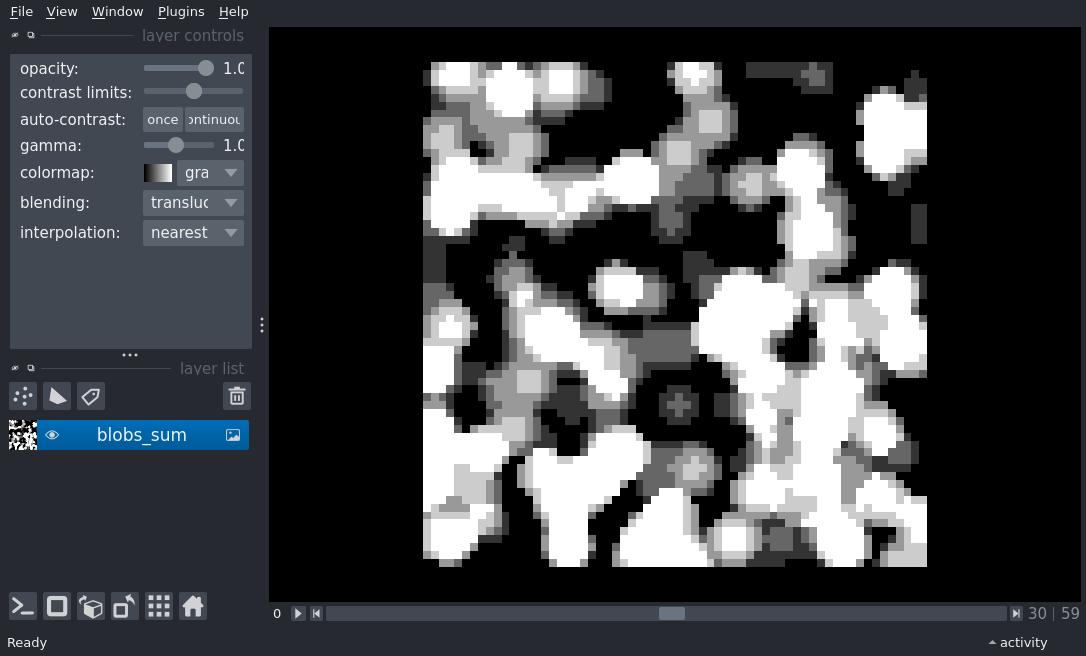 File View Window Plugins Help
layer controls
opacity: 1.0
contrast limits:
auto-contrast: once ontinuou
gamma: 1.0
colormap: gra
blending: transluc
interpolation: nearest
layer list
blobs_sum
0 30 | 59
Ready activity